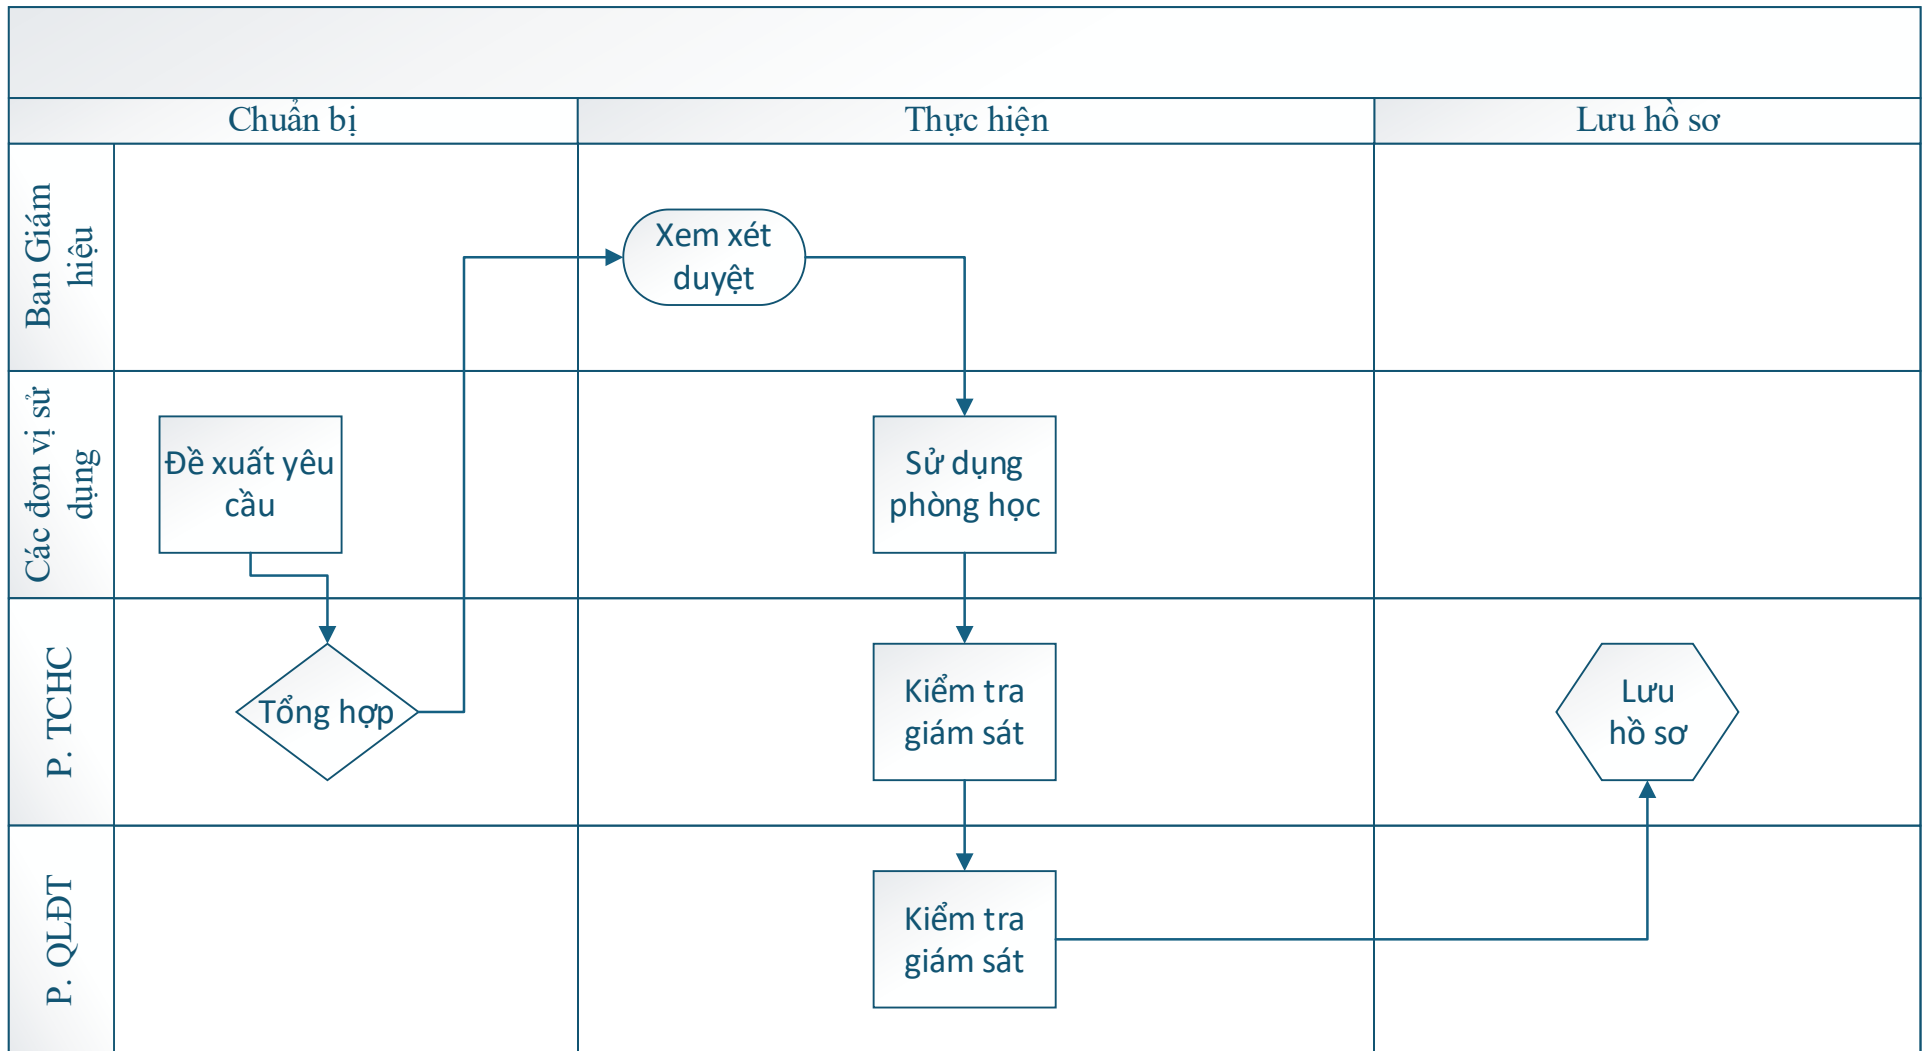 Chuẩn bị
Thực hiện
Lưu hồ sơ
Ban Giám
hiệu
Xem xét
duyệt
Các đơn vị sử
dụng
Đề xuất yêu
cầu
Sử dụng
phòng học
P. TCHC
Tổng hợp
Kiểm tra
giám sát
Lưu
hồ sơ
P. QLĐT
Kiểm tra
giám sát